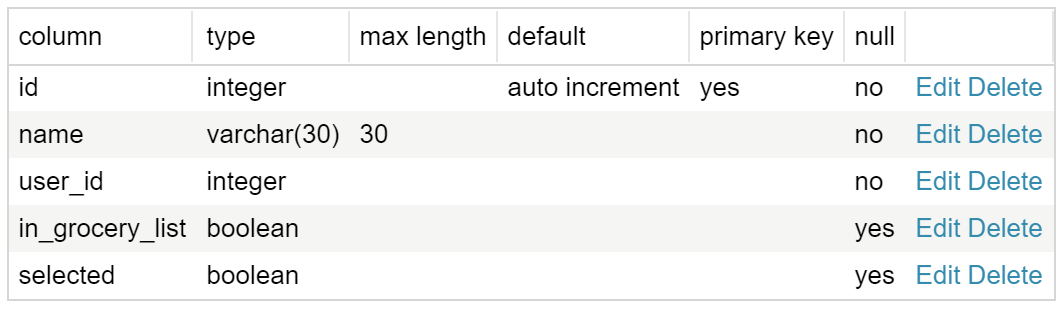 column type max length default primary key null
id integer auto increment yes no Edit Delete
name varchar(30) 30 no Edit Delete
user_id integer no Edit Delete
in_grocery_list boolean yes Edit Delete
selected boolean yes Edit Delete